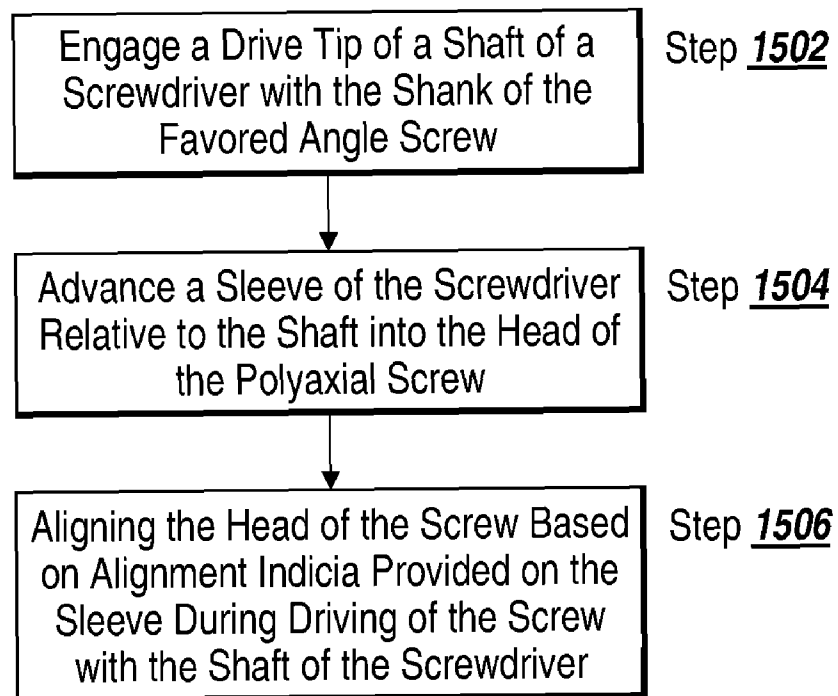 Engage a Drive Tip of a Shaft of a
Screwdriver with the Shank of the
Favored Angle Screw
Step 1502
Advance a Sleeve of the Screwdriver
Relative to the Shaft into the Head of
the Polyaxial Screw
Step 1504
Aligning the Head of the Screw Based
on Alignment Indicia Provided on the
Sleeve During Driving of the Screw
with the Shaft of the Screwdriver
Step 1506